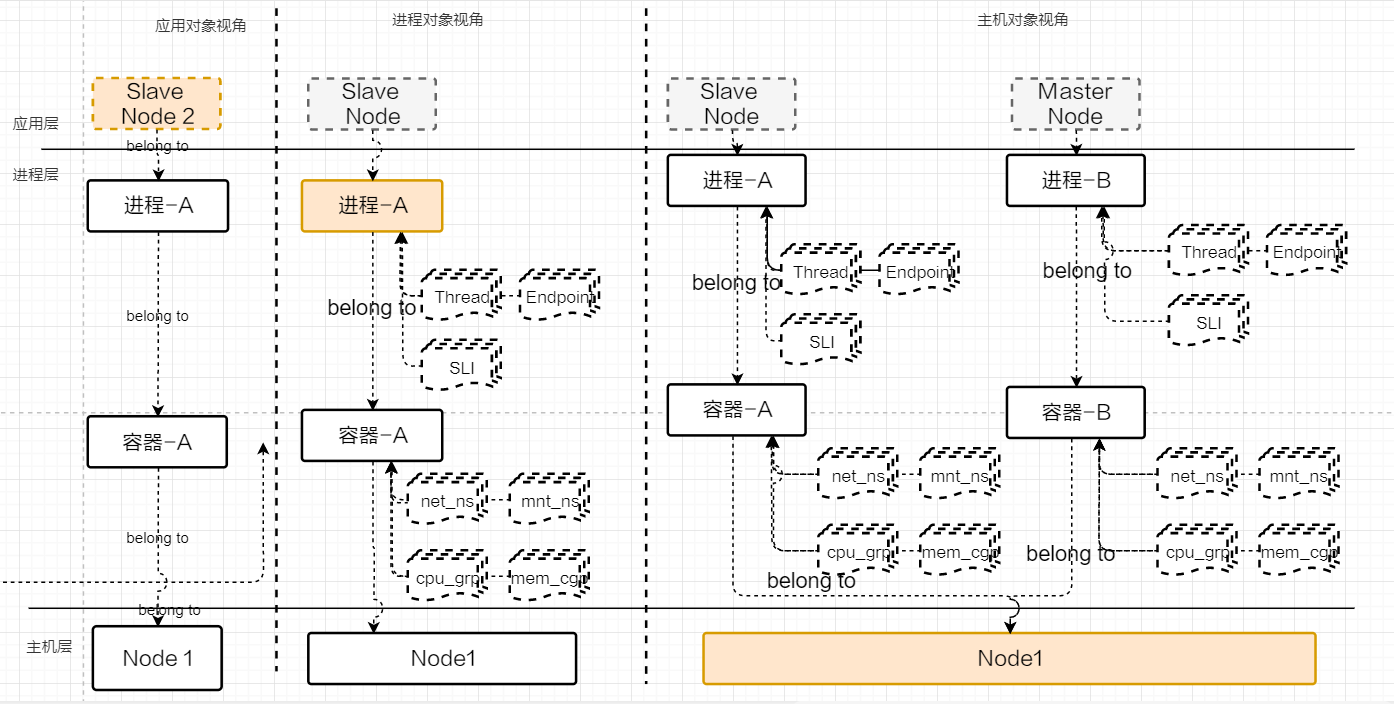 应用对象视角
进程对象视角
主机对象视角
应用层
Slave
Node 2
Slave
Node
Slave
Node
Master
Node
belong to
进程层
进程-A
进程-A
进程-A
进程-B
Thread
Endpoint
SLI
Thread
Endpoint
SLI
Thread
Endpoint
SLI
belong to
belong to
belong to
belong to
容器-A
容器-A
容器-A
容器-B
net_ns
mnt_ns
cpu_grp
mem_cgp
net_ns
mnt_ns
cpu_grp
mem_cgp
net_ns
mnt_ns
cpu_grp
mem_cgp
belong to
belong to
belong to
belong to
主机层
Node 1
Node1
Node1